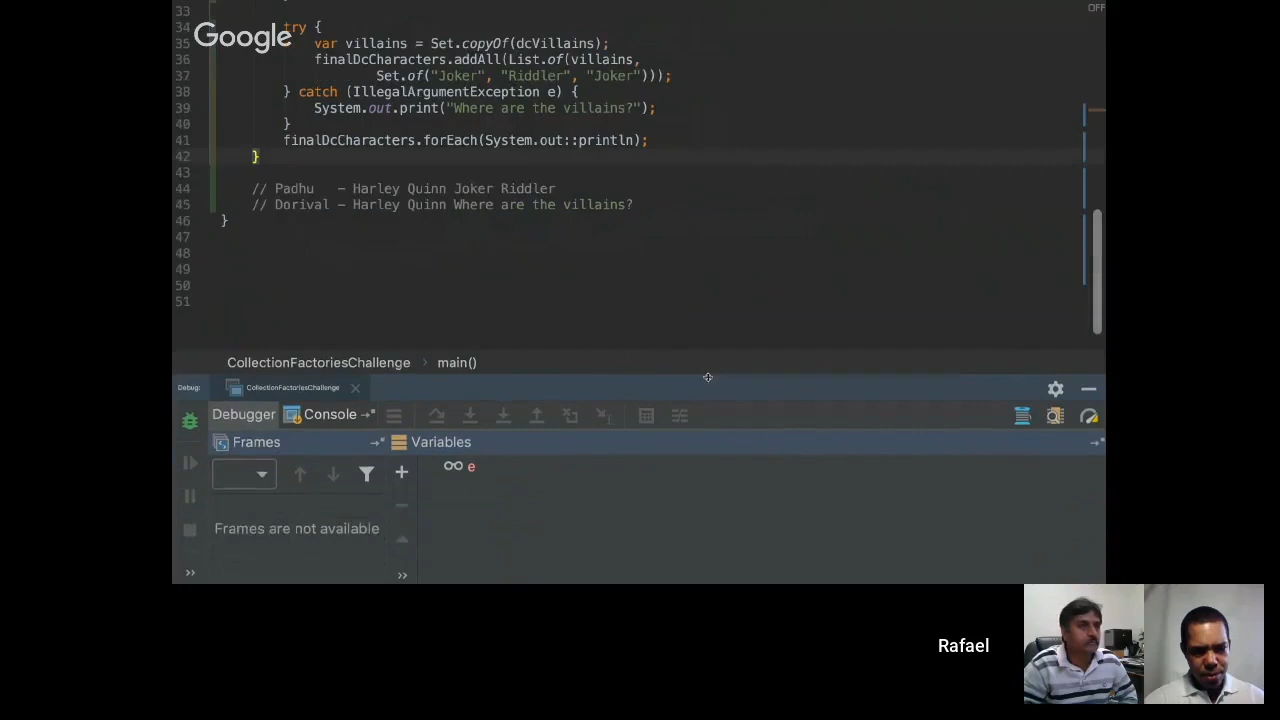 33
34 try {
Google
35 var villains = Set.copyOf(dcVillains);
36 finalDcCharacters.addAll(List.of(villains,
37 Set.of("Joker", "Riddler", "Joker")));
38 } catch (IllegalArgumentException e) {
39 System.out.print("Where are the villains?");
40 }
41 finalDcCharacters.forEach(System.out::println);
42 }
43
44 // Padhu   – Harley Quinn Joker Riddler
45 // Dorival – Harley Quinn Where are the villains?
46 }
47
48
49
50
51
OFF
CollectionFactoriesChallenge › main()
Debug: CollectionFactoriesChallenge
Debugger Console
Frames Variables
e
Frames are not available
Rafael